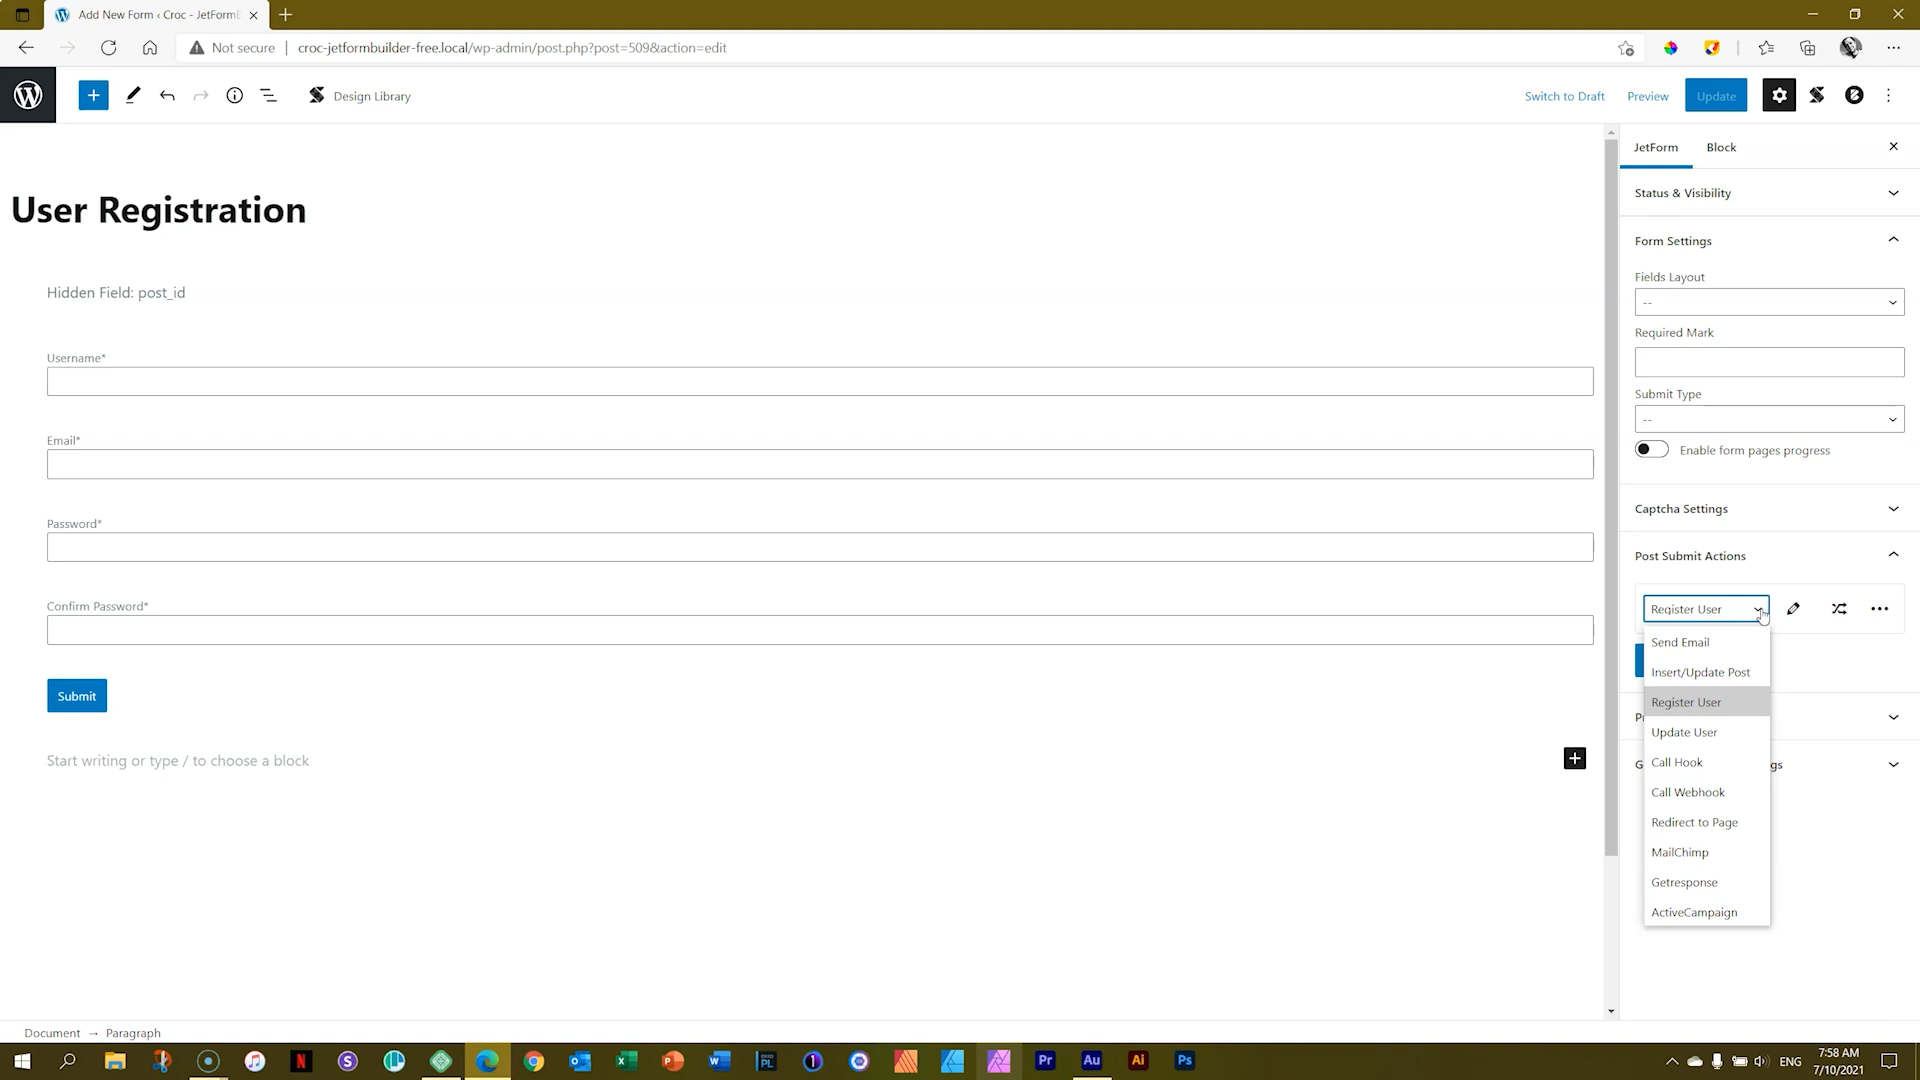 Add New Form ‹ Croc - JetFormB
Not secure
croc-jetformbuilder-free.local/wp-admin/post.php?post=509&action=edit
Design Library
Switch to Draft
Preview
Update
JetForm
Block
User Registration
Status & Visibility
Form Settings
Hidden Field: post_id
Fields Layout
--
Required Mark
Username*
Submit Type
--
Email*
Enable form pages progress
Captcha Settings
Password*
Post Submit Actions
Confirm Password*
Register User
Send Email
Insert/Update Post
Submit
Register User
Update User
Start writing or type / to choose a block
Call Hook
gs
Call Webhook
Redirect to Page
MailChimp
Getresponse
ActiveCampaign
Document → Paragraph
ENG
7:58 AM
7/10/2021